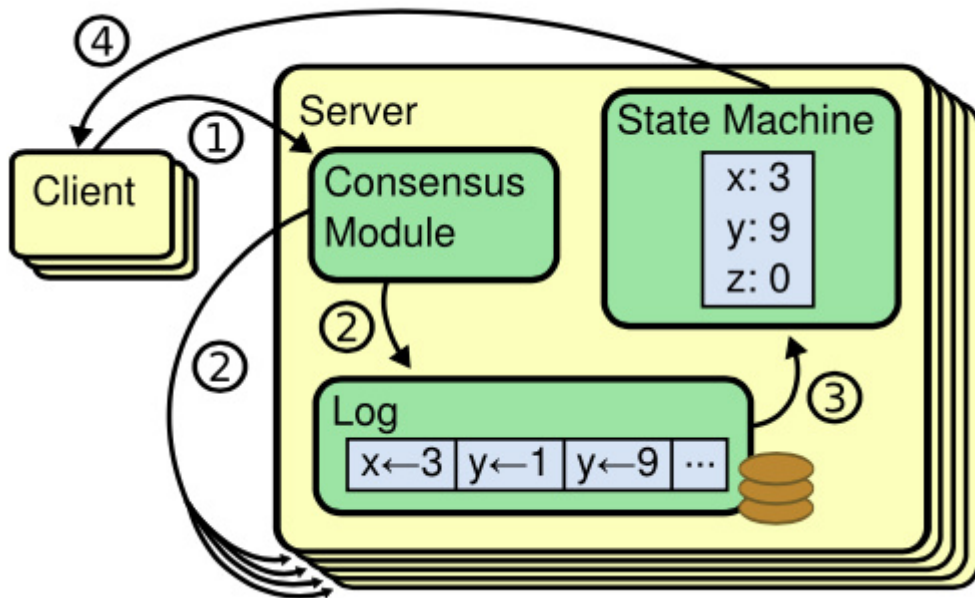 ④
①
Server
State Machine
Client
Consensus
Module
x: 3
y: 9
z: 0
②
②
③
Log
x←3 y←1 y←9 ...